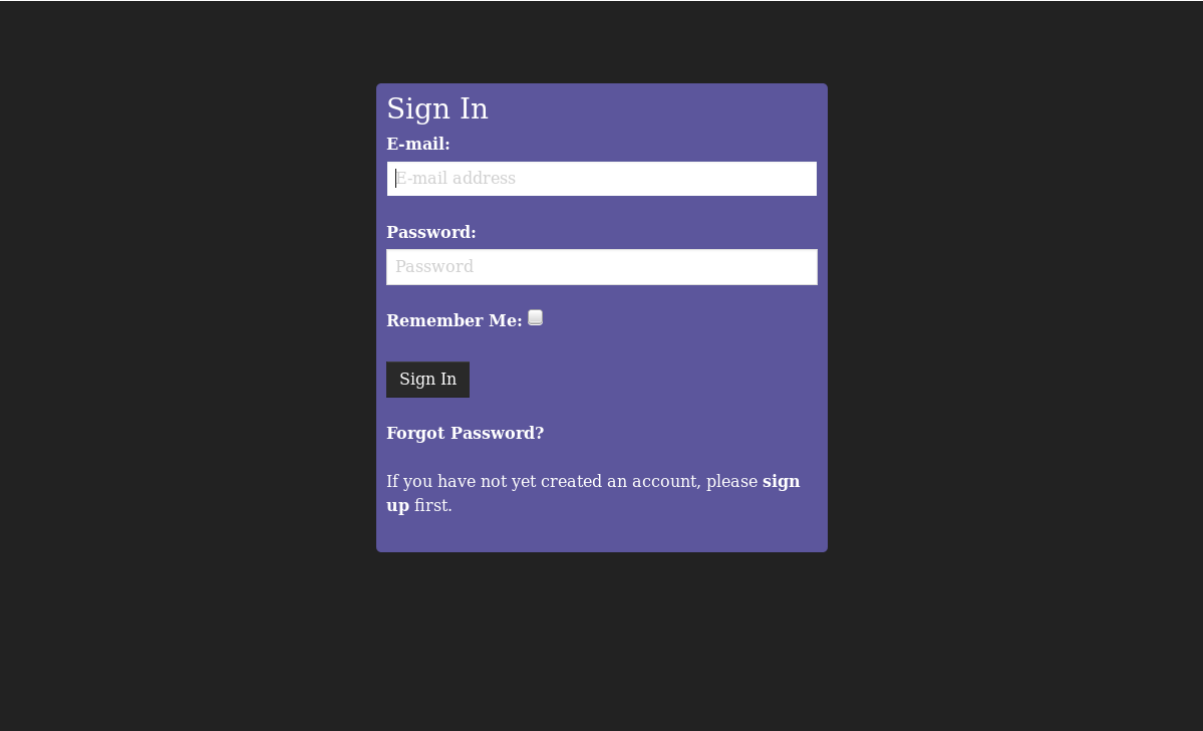 Sign In
E-mail:
E-mail address
Password:
Password
Remember Me:
Sign In
Forgot Password?
If you have not yet created an account, please sign
up first.